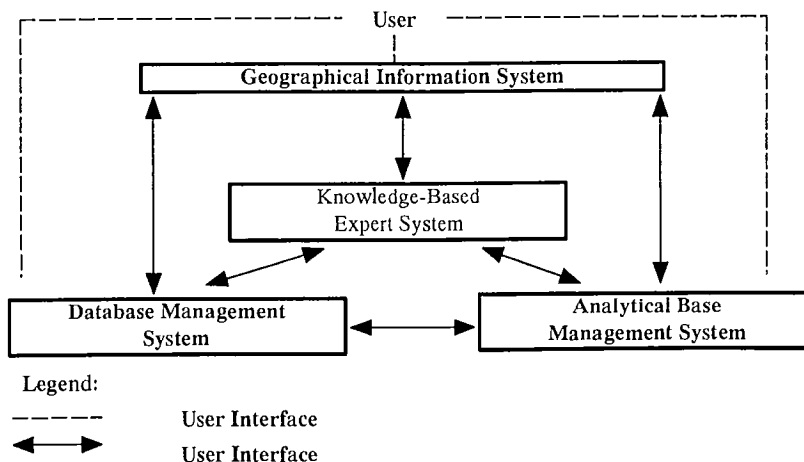 User
Geographical Information System
Knowledge-Based
Expert System
Database Management
System
Analytical Base
Management System
Legend:
User Interface
User Interface